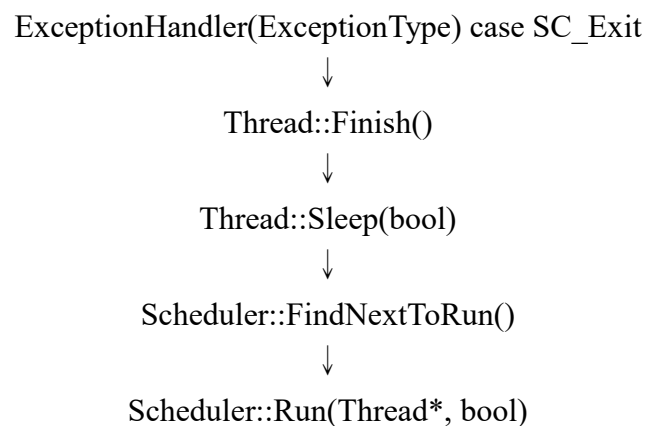 ExceptionHandler(ExceptionType) case SC_Exit
↓
Thread::Finish()
↓
Thread::Sleep(bool)
↓
Scheduler::FindNextToRun()
↓
Scheduler::Run(Thread*, bool)